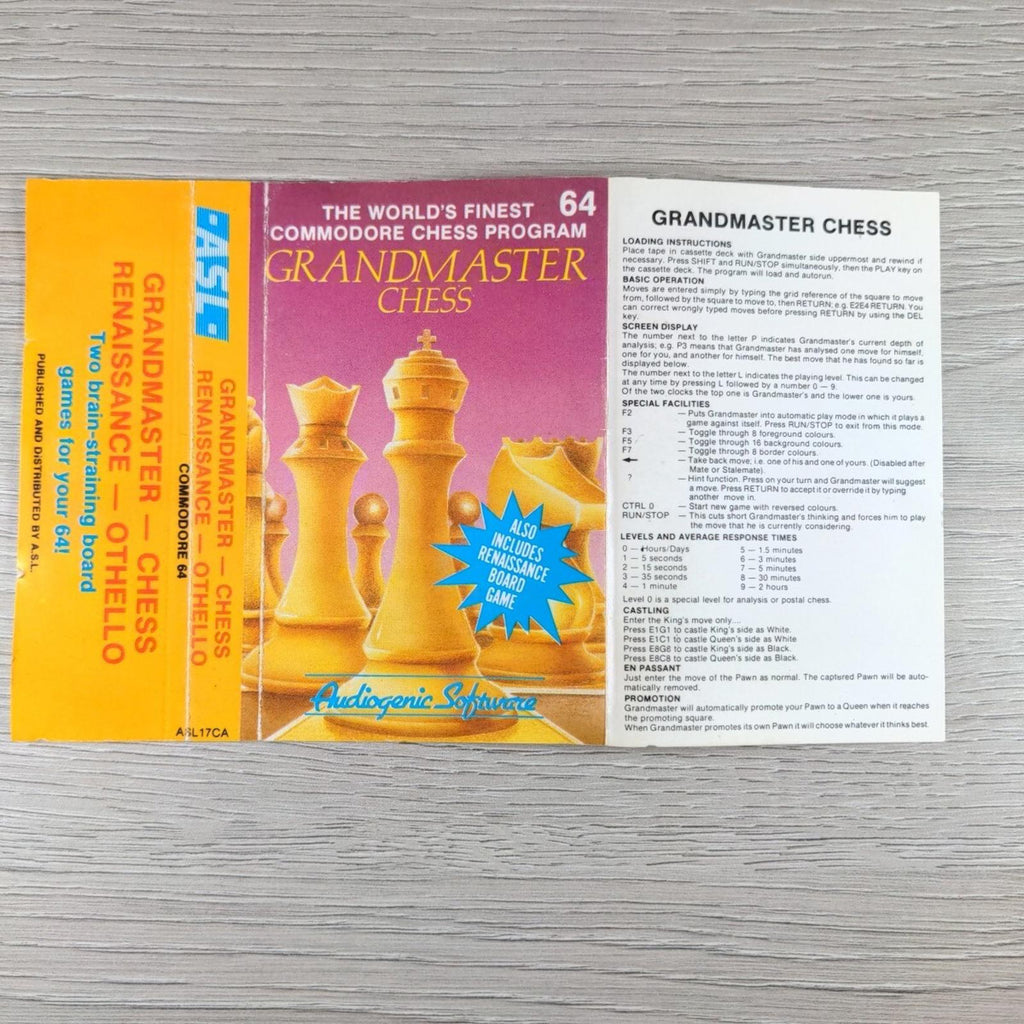 GRANDMASTER — CHESS
RENAISSANCE — OTHELLO
Two brain-straining board
games for your 64!
PUBLISHED AND DISTRIBUTED BY A.S.L.
ASL
GRANDMASTER — CHESS
RENAISSANCE — OTHELLO
COMMODORE 64
ASL17CA
THE WORLD'S FINEST 64
COMMODORE CHESS PROGRAM
GRANDMASTER
CHESS
ALSO
INCLUDES
RENAISSANCE
BOARD
GAME
Audiogenic Software
GRANDMASTER CHESS
LOADING INSTRUCTIONS
Place tape in cassette deck with Grandmaster side uppermost and rewind if
necessary. Press SHIFT and RUN/STOP simultaneously, then the PLAY key on
the cassette deck. The program will load and autorun.
BASIC OPERATION
Moves are entered simply by typing the grid reference of the square to move
from, followed by the square to move to, then RETURN; e.g. E2E4 RETURN. You
can correct wrongly typed moves before pressing RETURN by using the DEL
key.
SCREEN DISPLAY
The number next to the letter P indicates Grandmaster's current depth of
analysis; e.g. P3 means that Grandmaster has analysed one move for himself,
one for you, and another for himself. The best move that he has found so far is
displayed below.
The number next to the letter L indicates the playing level. This can be changed
at any time by pressing L followed by a number 0 — 9.
Of the two clocks the top one is Grandmaster's and the lower one is yours.
SPECIAL FACILITIES
F2 — Puts Grandmaster into automatic play mode in which it plays a
game against itself. Press RUN/STOP to exit from this mode.
F3 — Toggle through 8 foreground colours.
F5 — Toggle through 16 background colours.
F7 — Toggle through 8 border colours.
← — Take back move; i.e. one of his and one of yours. (Disabled after
Mate or Stalemate).
? — Hint function. Press on your turn and Grandmaster will suggest
a move. Press RETURN to accept it or override it by typing
another move in.
CTRL 0 — Start new game with reversed colours.
RUN/STOP — This cuts short Grandmaster's thinking and forces him to play
the move that he is currently considering.
LEVELS AND AVERAGE RESPONSE TIMES
0 — Hours/Days 5 — 1.5 minutes
1 — 5 seconds 6 — 3 minutes
2 — 15 seconds 7 — 5 minutes
3 — 35 seconds 8 — 30 minutes
4 — 1 minute 9 — 2 hours
Level 0 is a special level for analysis or postal chess.
CASTLING
Enter the King's move only....
Press E1G1 to castle King's side as White.
Press E1C1 to castle Queen's side as White
Press E8G8 to castle King's side as Black.
Press E8C8 to castle Queen's side as Black.
EN PASSANT
Just enter the move of the Pawn as normal. The captured Pawn will be auto-
matically removed.
PROMOTION
Grandmaster will automatically promote your Pawn to a Queen when it reaches
the promoting square.
When Grandmaster promotes its own Pawn it will choose whatever it thinks best.